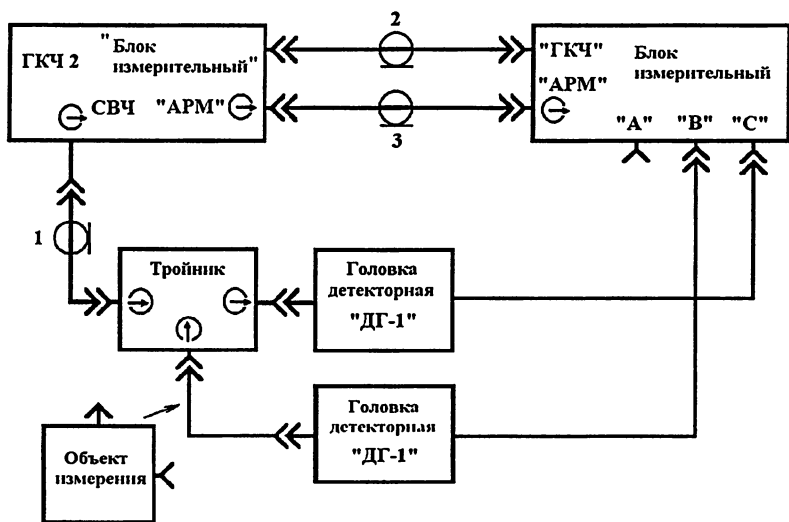 2
ГКЧ 2
"Блок
измерительный"
СВЧ
"АРМ"
"ГКЧ"
Блок
измерительный
"АРМ"
3
"А" "В" "С"
1
Тройник
Головка
детекторная
"ДГ-1"
Головка
детекторная
"ДГ-1"
Объект
измерения